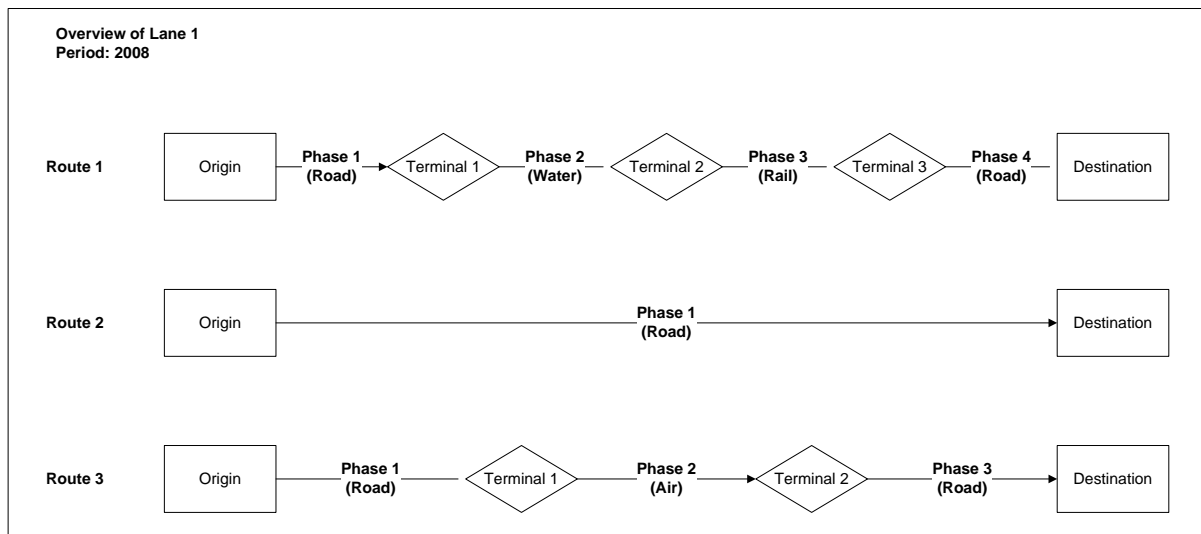 Overview of Lane 1
Period: 2008
Route 1
Origin
Phase 1
(Road)
Terminal 1
Phase 2
(Water)
Terminal 2
Phase 3
(Rail)
Terminal 3
Phase 4
(Road)
Destination
Route 2
Origin
Phase 1
(Road)
Destination
Route 3
Origin
Phase 1
(Road)
Terminal 1
Phase 2
(Air)
Terminal 2
Phase 3
(Road)
Destination